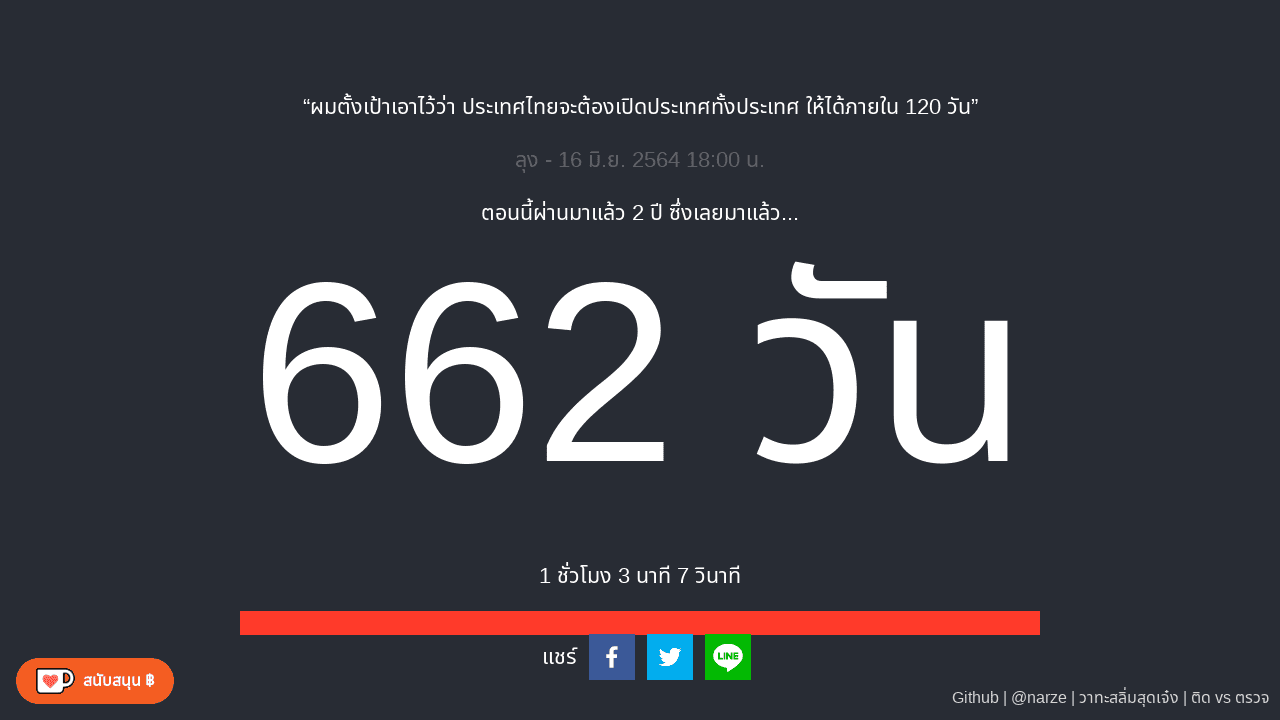 “ผมตั้งเป้าเอาไว้ว่า ประเทศไทยจะต้องเปิดประเทศทั้งประเทศ ให้ได้ภายใน 120 วัน”
ลุง - 16 มิ.ย. 2564 18:00 น.
ตอนนี้ผ่านมาแล้ว 2 ปี ซึ่งเลยมาแล้ว...
662 วัน
1 ชั่วโมง 3 นาที 7 วินาที
แชร์
LINE
สนับสนุน ฿
Github | @narze | วาทะสลิ่มสุดเจ๋ง | ติด vs ตรวจ